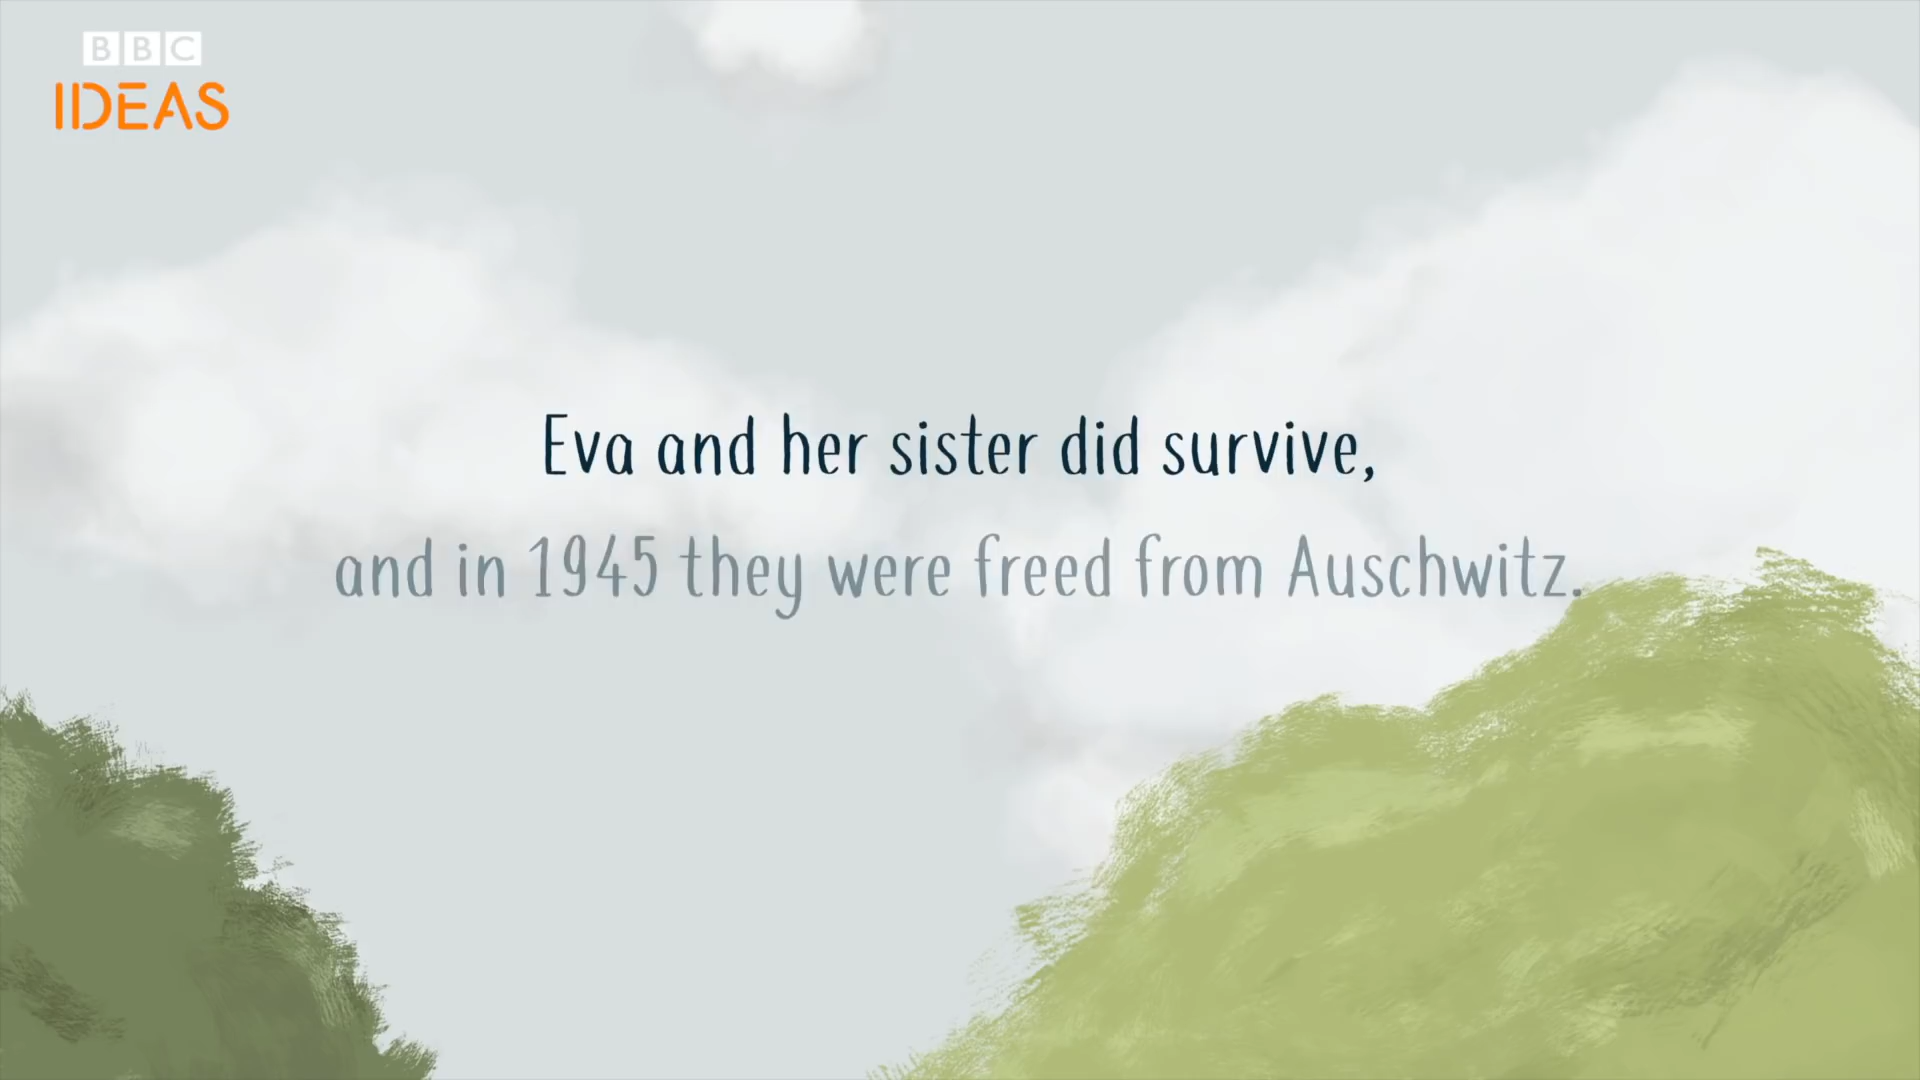 BBC
IDEAS
Eva and her sister did survive,
and in 1945 they were freed from Auschwitz.